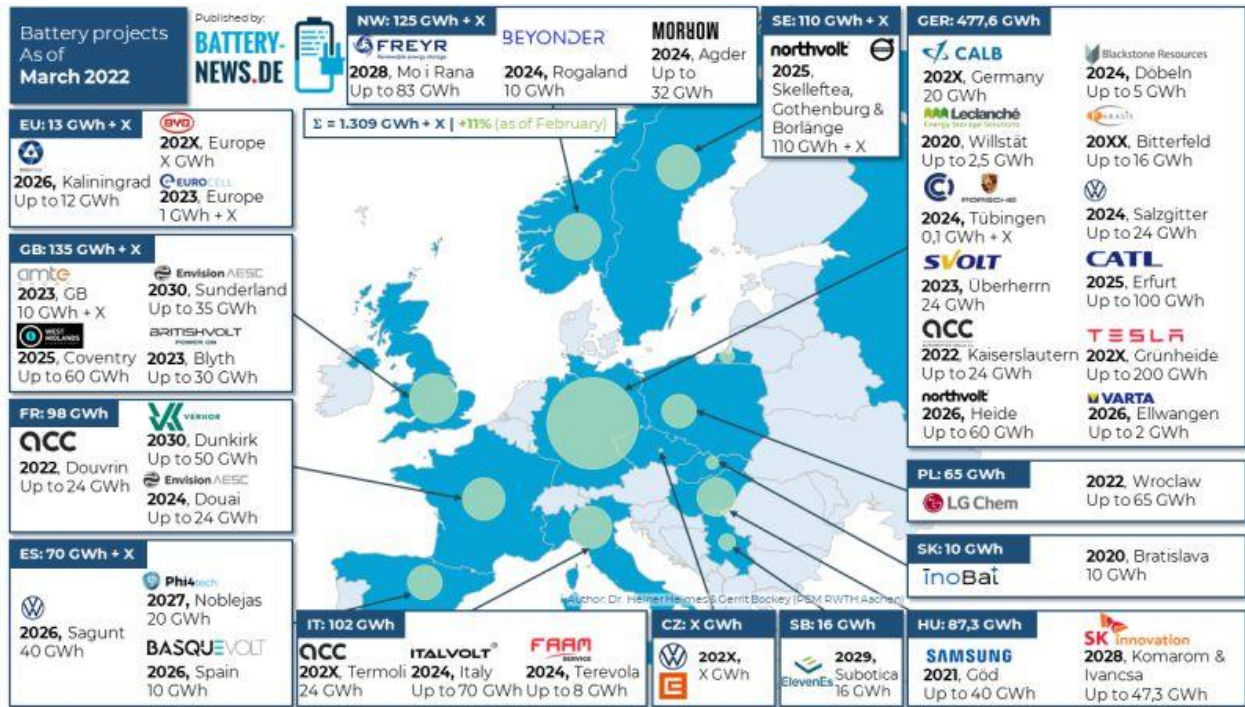 Battery projects
As of
March 2022
Published by:
BATTERY-
NEWS.DE
NW: 125 GWh + X
FREYR
2028, Mo i Rana
Up to 83 GWh
BEYONDER
2024, Rogaland
10 GWh
MORROW
2024, Agder
Up to
32 GWh
SE: 110 GWh + X
northvolt
2025,
Skelleftea,
Gothenburg &
Borlänge
110 GWh + X
GER: 477,6 GWh
CALB
202X, Germany
20 GWh
Blackstone Resources
2024, Döbeln
Up to 5 GWh
Leclanché
Energy Storage Solutions
2020, Willstät
Up to 2,5 GWh
20XX, Bitterfeld
Up to 16 GWh
PORSCHE
2024, Tübingen
0,1 GWh + X
2024, Salzgitter
Up to 24 GWh
SVOLT
2023, Überherrn
24 GWh
CATL
2025, Erfurt
Up to 100 GWh
acc
2022, Kaiserslautern
Up to 24 GWh
TESLA
202X, Grünheide
Up to 200 GWh
northvolt
2026, Heide
Up to 60 GWh
VARTA
2026, Ellwangen
Up to 2 GWh
Σ = 1.309 GWh + X | +11% (as of February)
EU: 13 GWh + X
2026, Kaliningrad
Up to 12 GWh
BYD
202X, Europe
X GWh
EUROCELL
2023, Europe
1 GWh + X
GB: 135 GWh + X
amte
2023, GB
10 GWh + X
Envision AESC
2030, Sunderland
Up to 35 GWh
WEST
MIDLANDS
2025, Coventry
Up to 60 GWh
BRITISHVOLT
POWER ON
2023, Blyth
Up to 30 GWh
FR: 98 GWh
acc
2022, Douvrin
Up to 24 GWh
VERKOR
2030, Dunkirk
Up to 50 GWh
Envision AESC
2024, Douai
Up to 24 GWh
ES: 70 GWh + X
2026, Sagunt
40 GWh
Phi4tech
2027, Noblejas
20 GWh
BASQUEVOLT
2026, Spain
10 GWh
PL: 65 GWh
LG Chem
2022, Wroclaw
Up to 65 GWh
SK: 10 GWh
inoBat
2020, Bratislava
10 GWh
Author: Dr. Heiner Heimes & Gerrit Bockey (PEM RWTH Aachen)
IT: 102 GWh
acc
202X, Termoli
24 GWh
ITALVOLT
2024, Italy
Up to 70 GWh
FAAM
SERVICE
2024, Terevola
Up to 8 GWh
CZ: X GWh
202X,
X GWh
SB: 16 GWh
ElevenEs
2029,
Subotica
16 GWh
HU: 87,3 GWh
SAMSUNG
2021, Göd
Up to 40 GWh
SK innovation
2028, Komarom &
Ivancsa
Up to 47,3 GWh